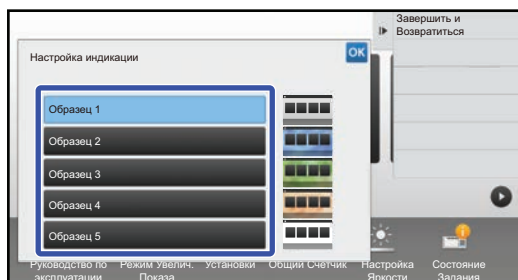 Завершить и
Возвратиться
OK
Настройка индикации
Образец 1
Образец 2
Образец 3
Образец 4
Образец 5
Руководство по Режим Увелич. Установки Общий Счетчик Настройка Состояние
эксплуатации Показа Яркости Задания